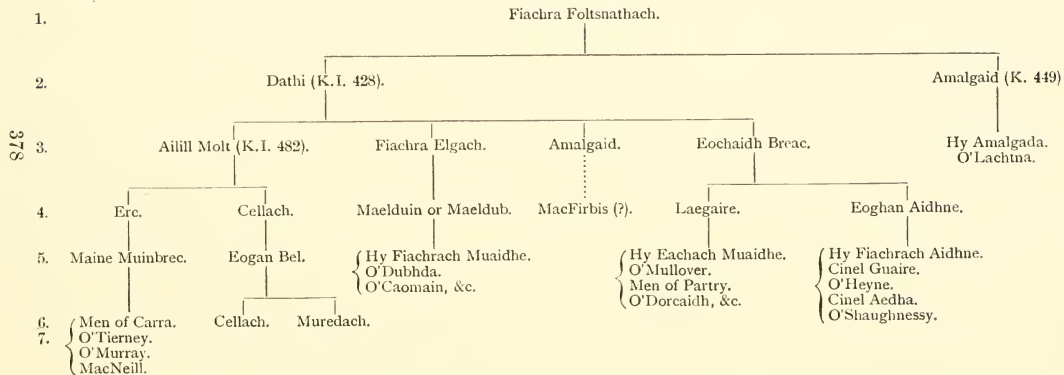 1. Fiachra Foltsnathach.
2. Dathi (K.I. 428). Amalgaid (K. 449)
378
3. Ailill Molt (K.I. 482). Fiachra Elgach. Amalgaid. Eochaidh Breac. Hy Amalgada.
O'Lachtna.
4. Erc. Cellach. Maelduin or Maeldub. MacFirbis (?). Laegaire. Eoghan Aidhne.
5. Maine Muinbrec. Eogan Bel. Hy Fiachrach Muaidhe. Hy Eachach Muaidhe. Hy Fiachrach Aidhne.
O'Dubhda. O'Mullover. Cinel Guaire.
O'Caomain, &c. Men of Partry. O'Heyne.
O'Dorcaidh, &c. Cinel Aedha.
O'Shaughnessy.
6. Men of Carra. Cellach. Muredach.
7. O'Tierney.
O'Murray.
MacNeill.